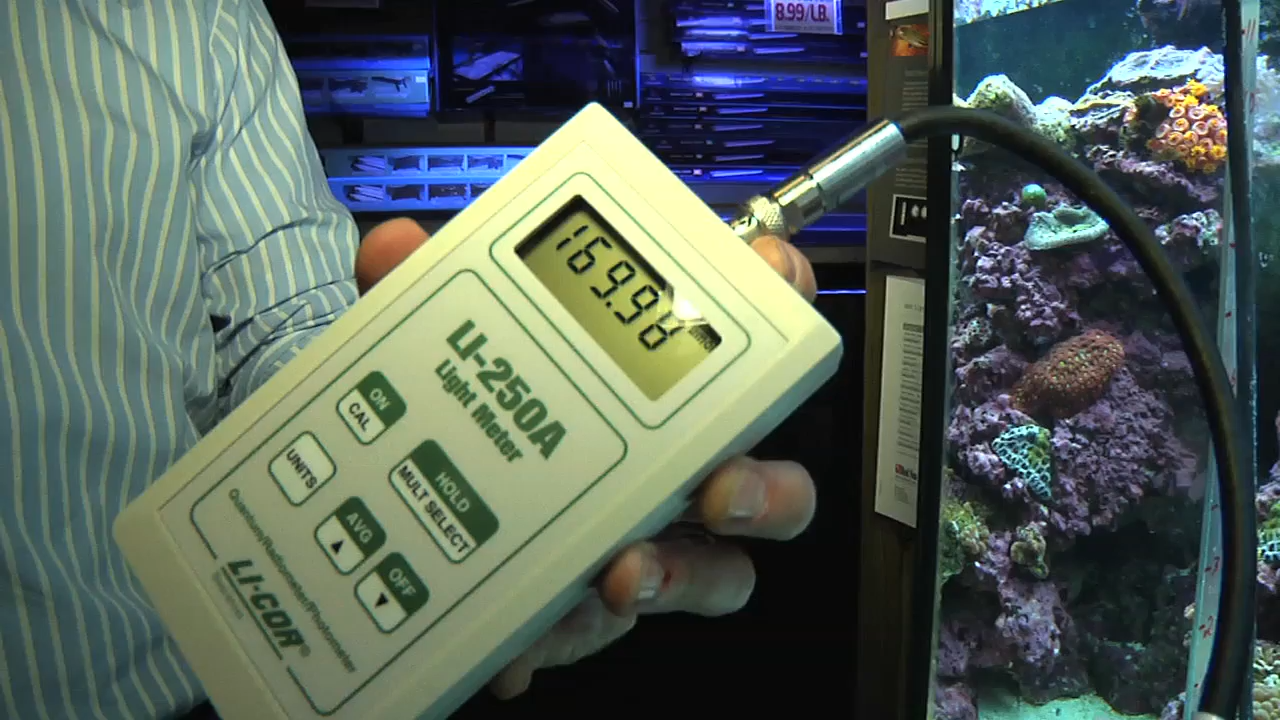 8.99/LB.
169.98
LI-250A
Light Meter
ON
CAL
HOLD
MULT SELECT
UNITS
AVG
OFF
Quantum/Radiometer/Photometer
LI-COR®